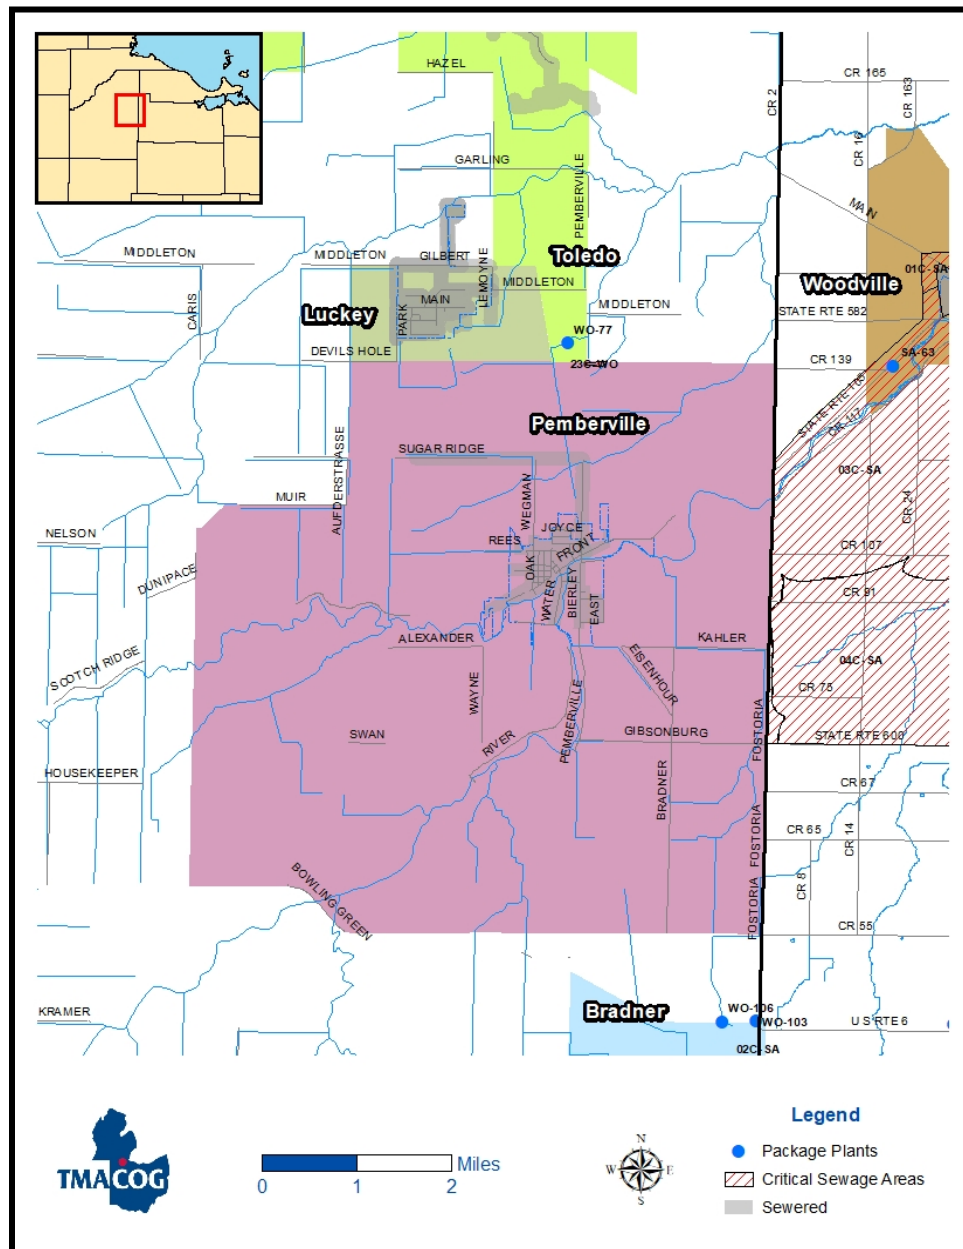 HAZEL
CR 165
CR 2
CR 163
CR 16
GARLING
PEMBERVILLE
MAIN
MIDDLETON
MIDDLETON
GILBERT
LEMOYNE
Toledo
MIDDLETON
01C-SA
Woodville
CARIS
Luckey
PARK
MAIN
MIDDLETON
STATE RTE 582
WO-77
DEVILS HOLE
23C-WO
CR 139
SA-63
STATE RTE 105
CR 117
Pemberville
AUFDERSTRASSE
SUGAR RIDGE
WEGMAN
03C-SA
MUIR
CR 24
NELSON
JOYCE
REES
FRONT
OAK
CR 107
DUNIPACE
WATER
BIERLEY
EAST
CR 91
ALEXANDER
KAHLER
SCOTCH RIDGE
EISENHOUR
04C-SA
WAYNE
PEMBERVILLE
CR 75
SWAN
RIVER
GIBSONBURG
FOSTORIA
STATE RTE 600
HOUSEKEEPER
BRADNER
CR 67
CR 65
CR 14
FOSTORIA
CR 8
BOWLING GREEN
FOSTORIA
CR 55
KRAMER
Bradner
WO-106
WO-103
U S RTE 6
02C-SA
Legend
Package Plants
Critical Sewage Areas
Sewered
TMACOG
Miles
0 1 2
N
W E
S